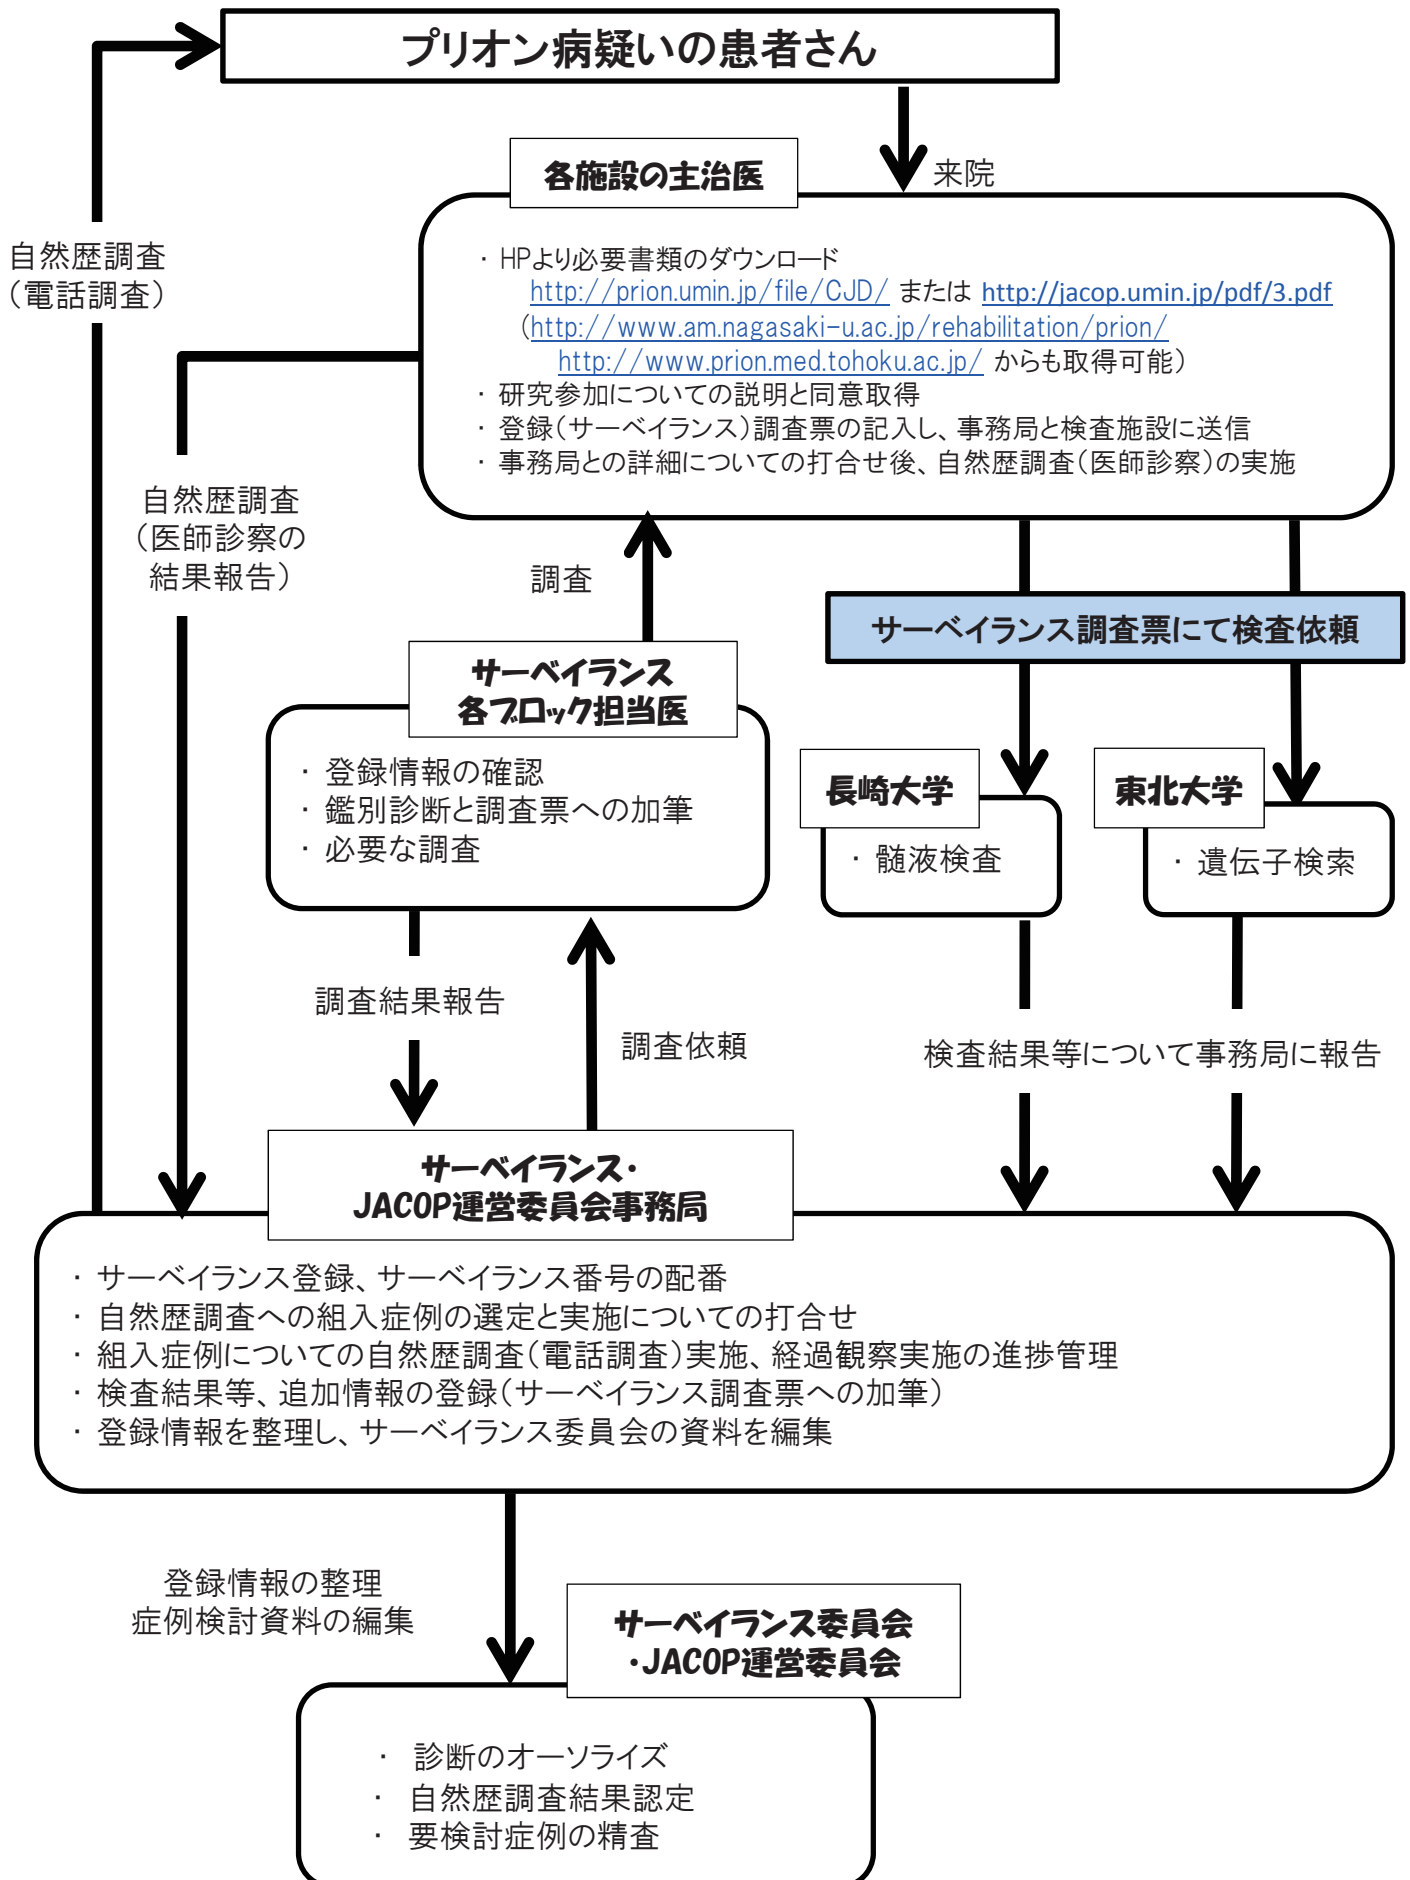 プリオン病疑いの患者さん
来院
各施設の主治医
・HPより必要書類のダウンロード
http://prion.umin.jp/file/CJD/ または http://jacop.umin.jp/pdf/3.pdf
（http://www.am.nagasaki-u.ac.jp/rehabilitation/prion/
http://www.prion.med.tohoku.ac.jp/ からも取得可能）
・研究参加についての説明と同意取得
・登録（サーベイランス）調査票の記入し、事務局と検査施設に送信
・事務局との詳細についての打合せ後、自然歴調査（医師診察）の実施
自然歴調査
（電話調査）
自然歴調査
（医師診察の
結果報告）
調査
サーベイランス調査票にて検査依頼
サーベイランス
各ブロック担当医
・登録情報の確認
・鑑別診断と調査票への加筆
・必要な調査
長崎大学
・髄液検査
東北大学
・遺伝子検索
調査結果報告
調査依頼
検査結果等について事務局に報告
サーベイランス・
JACOP運営委員会事務局
・サーベイランス登録、サーベイランス番号の配番
・自然歴調査への組入症例の選定と実施についての打合せ
・組入症例についての自然歴調査（電話調査）実施、経過観察実施の進捗管理
・検査結果等、追加情報の登録（サーベイランス調査票への加筆）
・登録情報を整理し、サーベイランス委員会の資料を編集
登録情報の整理
症例検討資料の編集
サーベイランス委員会
・JACOP運営委員会
・診断のオーソライズ
・自然歴調査結果認定
・要検討症例の精査